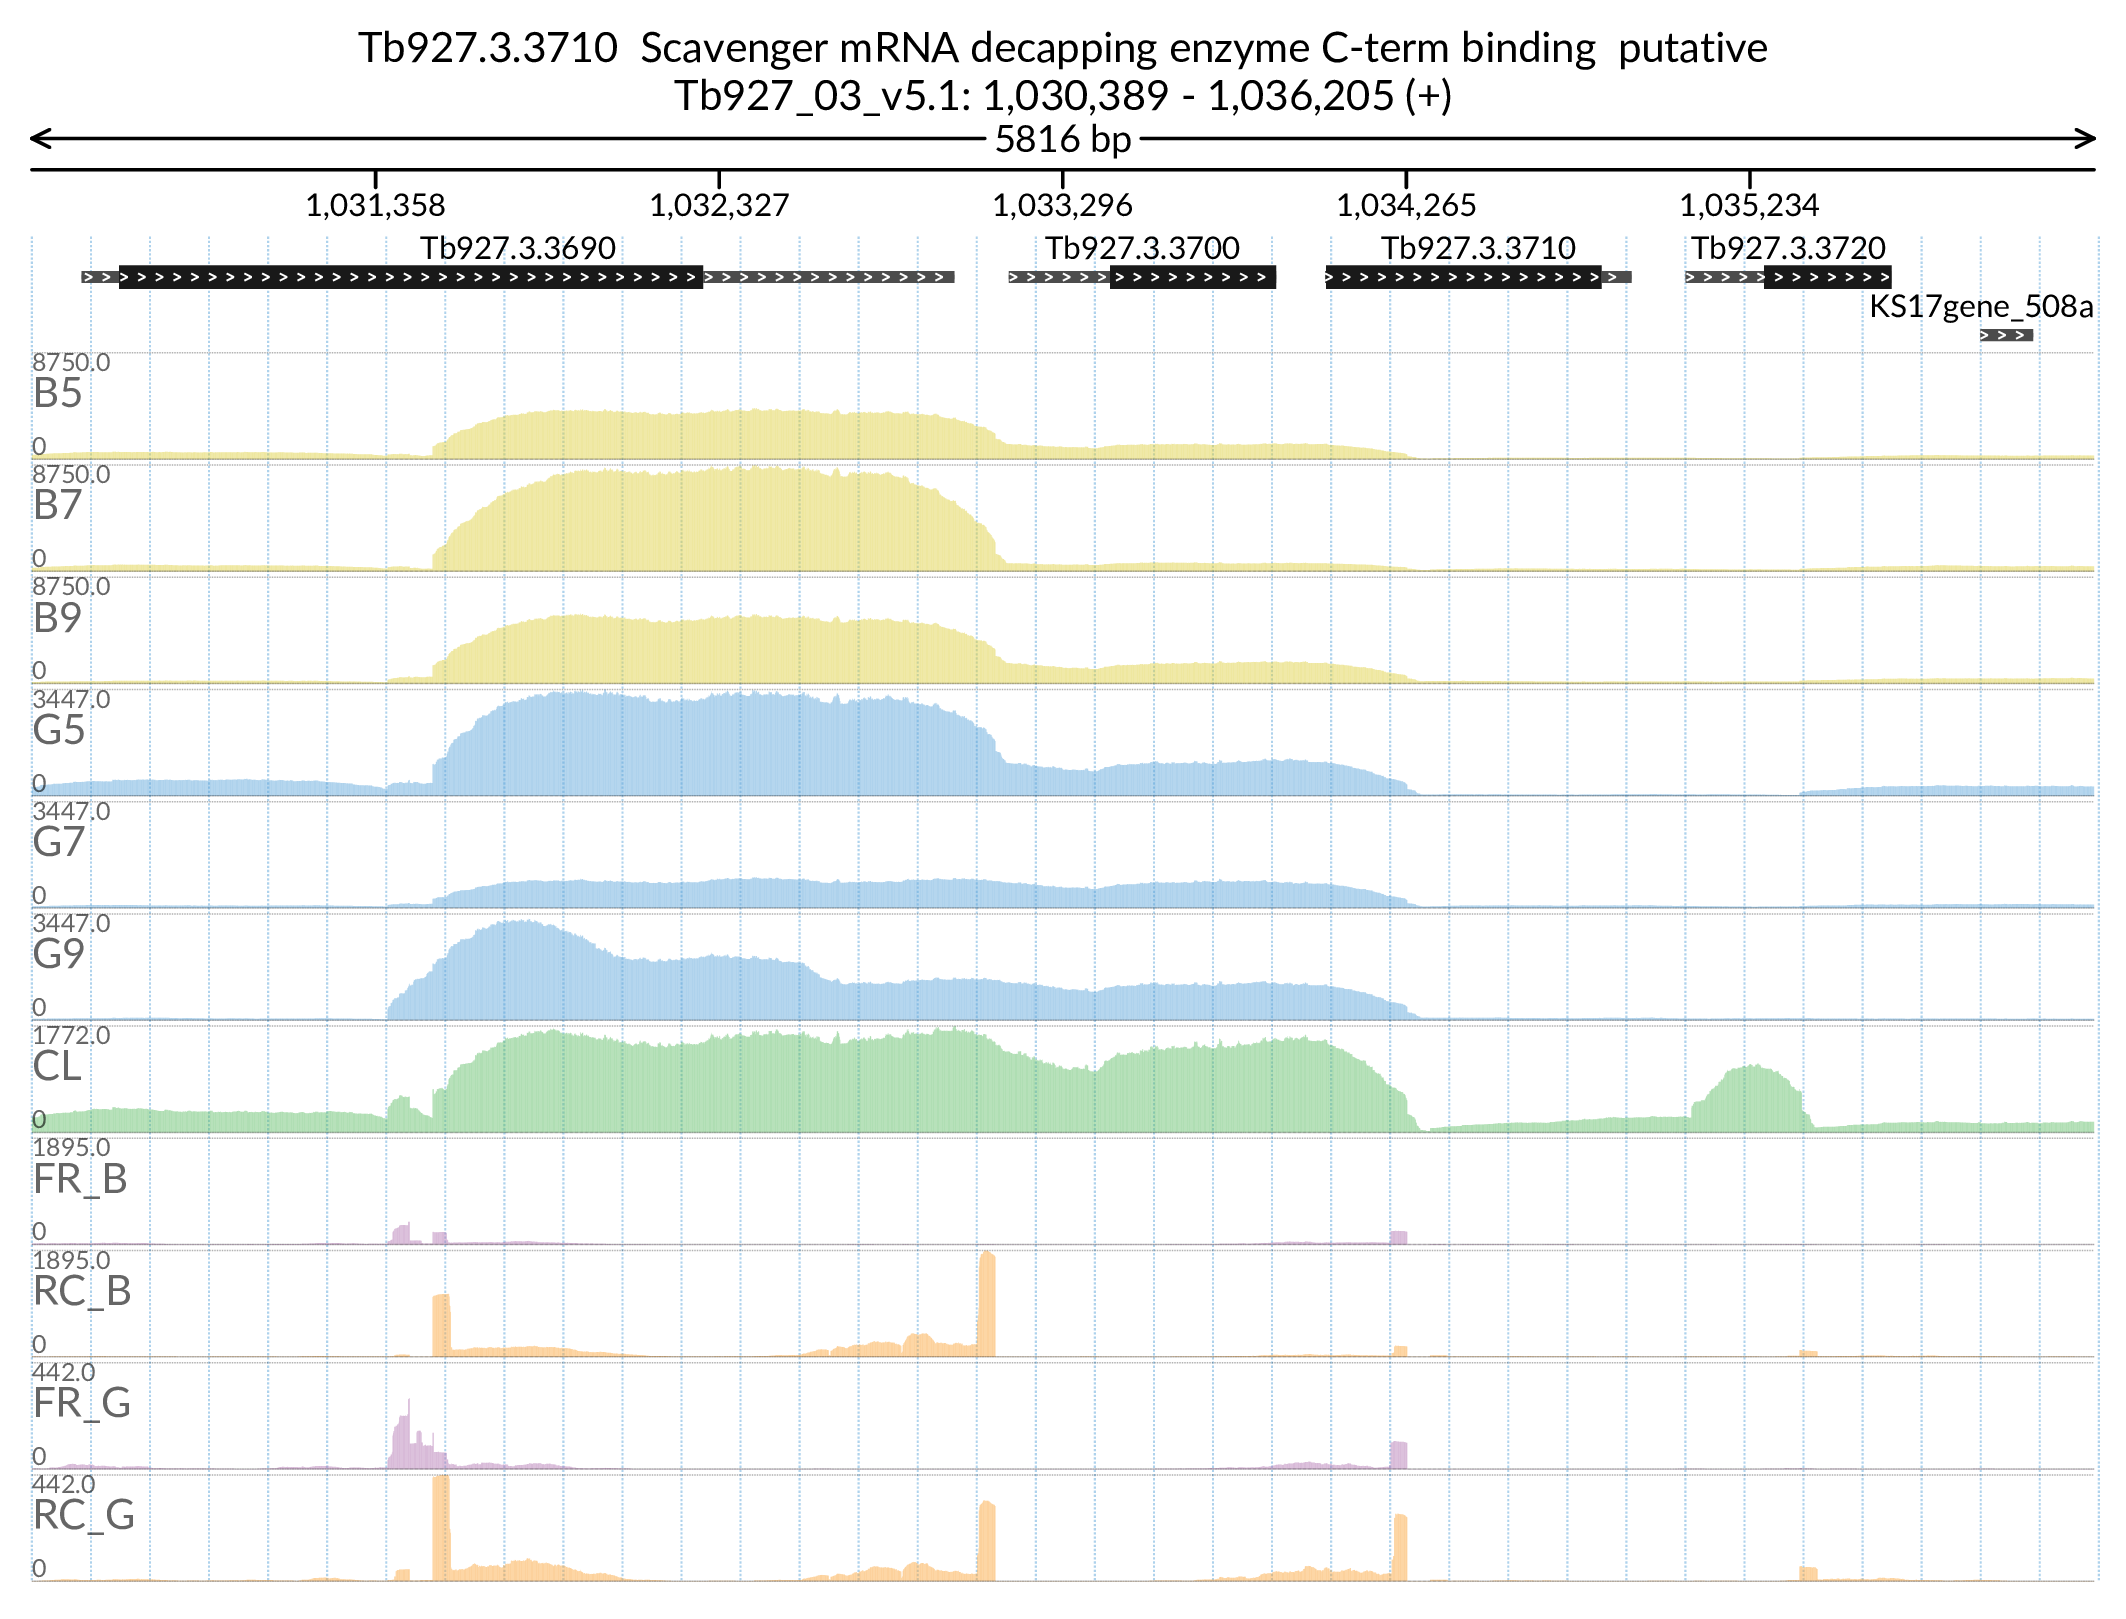 Tb927.3.3710  Scavenger mRNA decapping enzyme C-term binding  putative
Tb927_03_v5.1: 1,030,389 - 1,036,205 (+)
5816 bp
1,031,358 1,032,327 1,033,296 1,034,265 1,035,234
Tb927.3.3690 Tb927.3.3700 Tb927.3.3710 Tb927.3.3720
KS17gene_508a
8750.0
B5
0
8750.0
B7
0
8750.0
B9
0
3447.0
G5
0
3447.0
G7
0
3447.0
G9
0
1772.0
CL
0
1895.0
FR_B
0
1895.0
RC_B
0
442.0
FR_G
0
442.0
RC_G
0